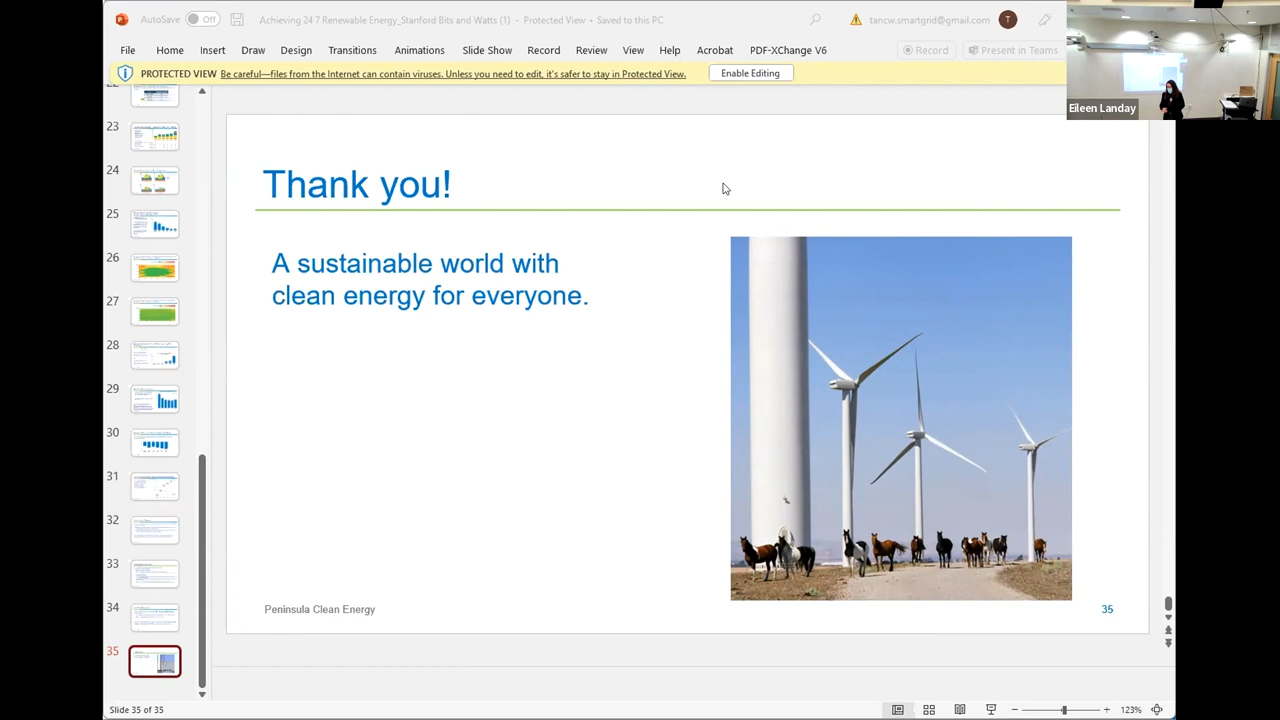 AutoSave Off
Achieving 24 7 Renewable Energy_Stanford Bits and Watts (1) • Protected View • Saved to this PC
tancw.smartgrid@gmail.com T
File Home Insert Draw Design Transitions Animations Slide Show Record Review View Help Acrobat PDF-XChange V6 Record Present in Teams
PROTECTED VIEW Be careful—files from the Internet can contain viruses. Unless you need to edit, it's safer to stay in Protected View. Enable Editing
Eileen Landay
23
24
25
26
27
28
29
30
31
32
33
34
35
Thank you!
A sustainable world with
clean energy for everyone.
Peninsula Clean Energy
35
Slide 35 of 35
123%